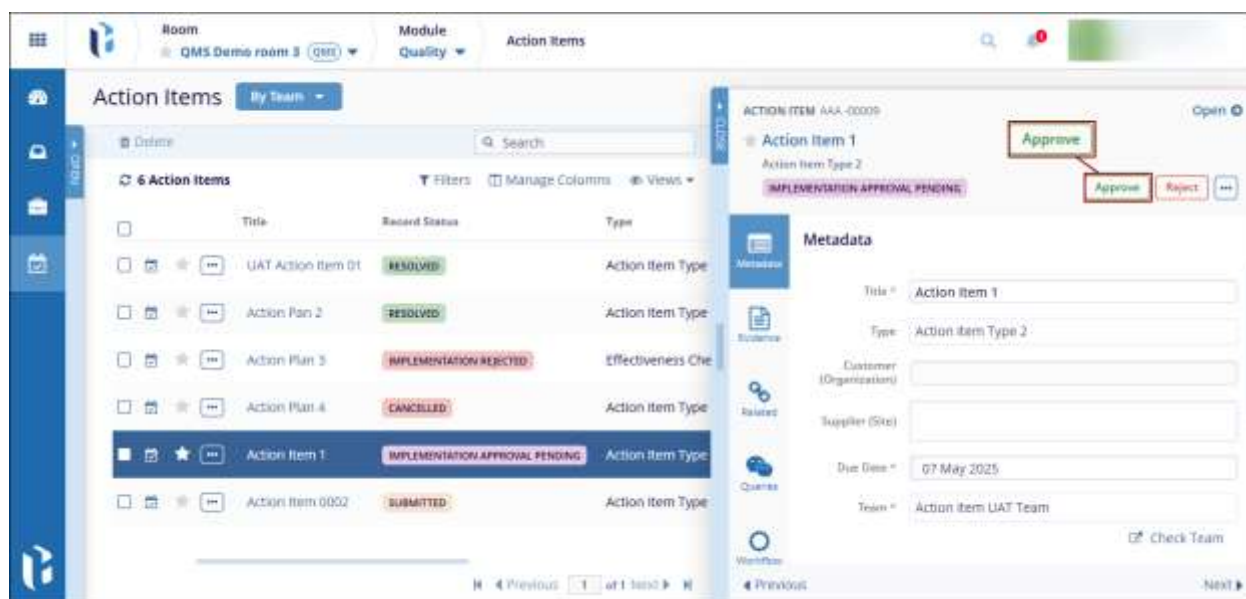 Room
QMS Demo room 3 QMS
Module
Quality
Action Items
Action Items
By Team
Delete
Search
6 Action Items
Filters
Manage Columns
Views
Title
Record Status
Type
UAT Action Item 01
RESOLVED
Action Item Type
Action Pan 2
RESOLVED
Action Item Type
Action Plan 3
IMPLEMENTATION REJECTED
Effectiveness Che
Action Plan 4
CANCELLED
Action Item Type
Action Item 1
IMPLEMENTATION APPROVAL PENDING
Action Item Type
Action Item 0002
SUBMITTED
Action Item Type
Previous 1 of 1 Next
OPEN
CLOSE
ACTION ITEM AAA-00009
Open
Action Item 1
Action Item Type 2
IMPLEMENTATION APPROVAL PENDING
Approve
Approve
Reject
Metadata
Evidence
Related
Queries
Workflow
Metadata
Title *
Action Item 1
Type
Action Item Type 2
Customer
(Organization)
Supplier (Site)
Due Date *
07 May 2025
Team *
Action Item UAT Team
Check Team
Previous
Next